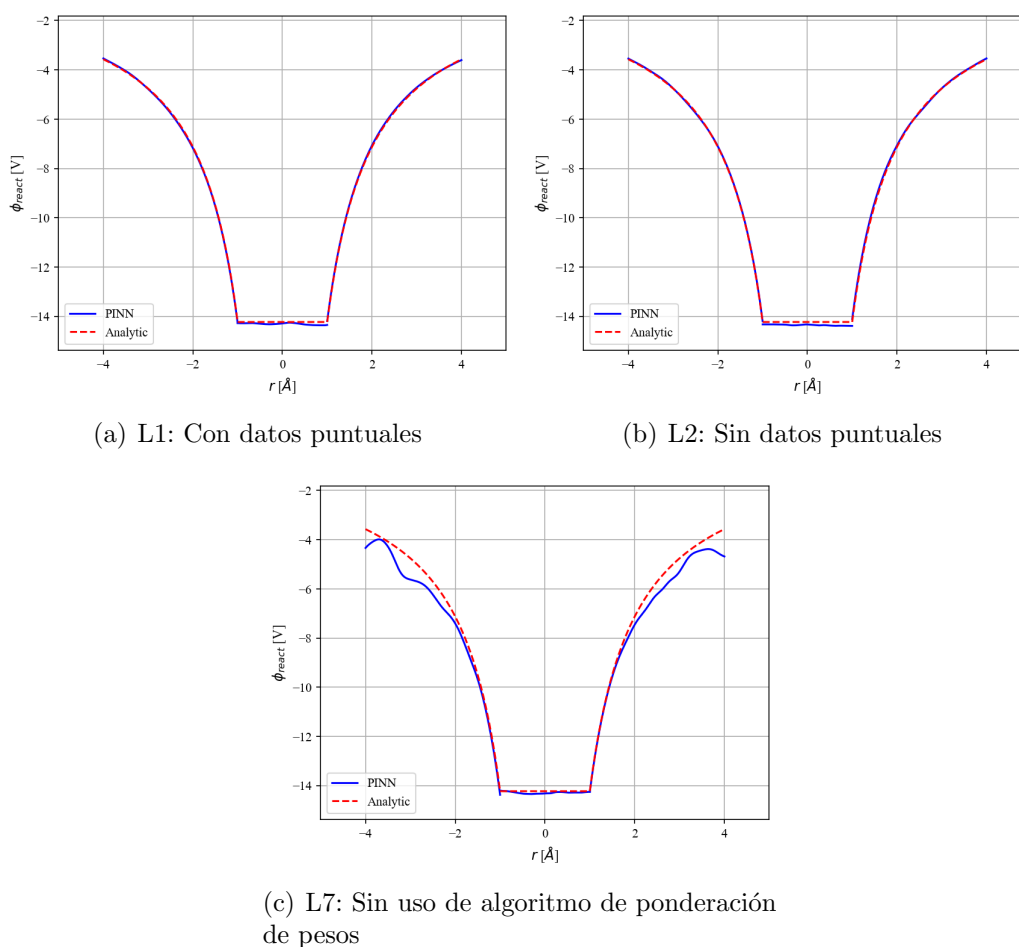 −2
−4
−6
−8
−10
−12
−14
ϕreact [V]
PINN
Analytic
−4 −2 0 2 4
r [Å]
(a) L1: Con datos puntuales
−2
−4
−6
−8
−10
−12
−14
ϕreact [V]
PINN
Analytic
−4 −2 0 2 4
r [Å]
(b) L2: Sin datos puntuales
−2
−4
−6
−8
−10
−12
−14
ϕreact [V]
PINN
Analytic
−4 −2 0 2 4
r [Å]
(c) L7: Sin uso de algoritmo de ponderación
de pesos